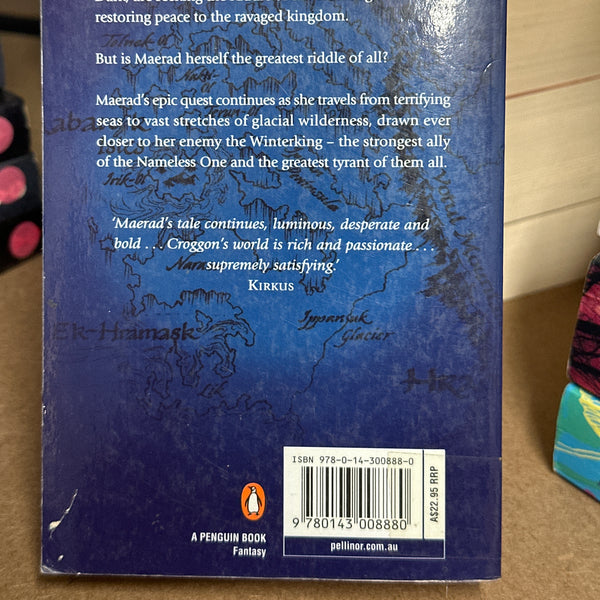 restoring peace to the ravaged kingdom.
But is Maerad herself the greatest riddle of all?
Maerad's epic quest continues as she travels from terrifying
seas to vast stretches of glacial wilderness, drawn ever
closer to her enemy the Winterking – the strongest ally
of the Nameless One and the greatest tyrant of them all.
'Maerad's tale continues, luminous, desperate and
bold . . . Croggon's world is rich and passionate . . .
supremely satisfying.'
KIRKUS
Ek-Hramask
Ippanuk
Glacier
ISBN 978-0-14-300888-0
9 780143 008880
A$22.95 RRP
pellinor.com.au
A PENGUIN BOOK
Fantasy